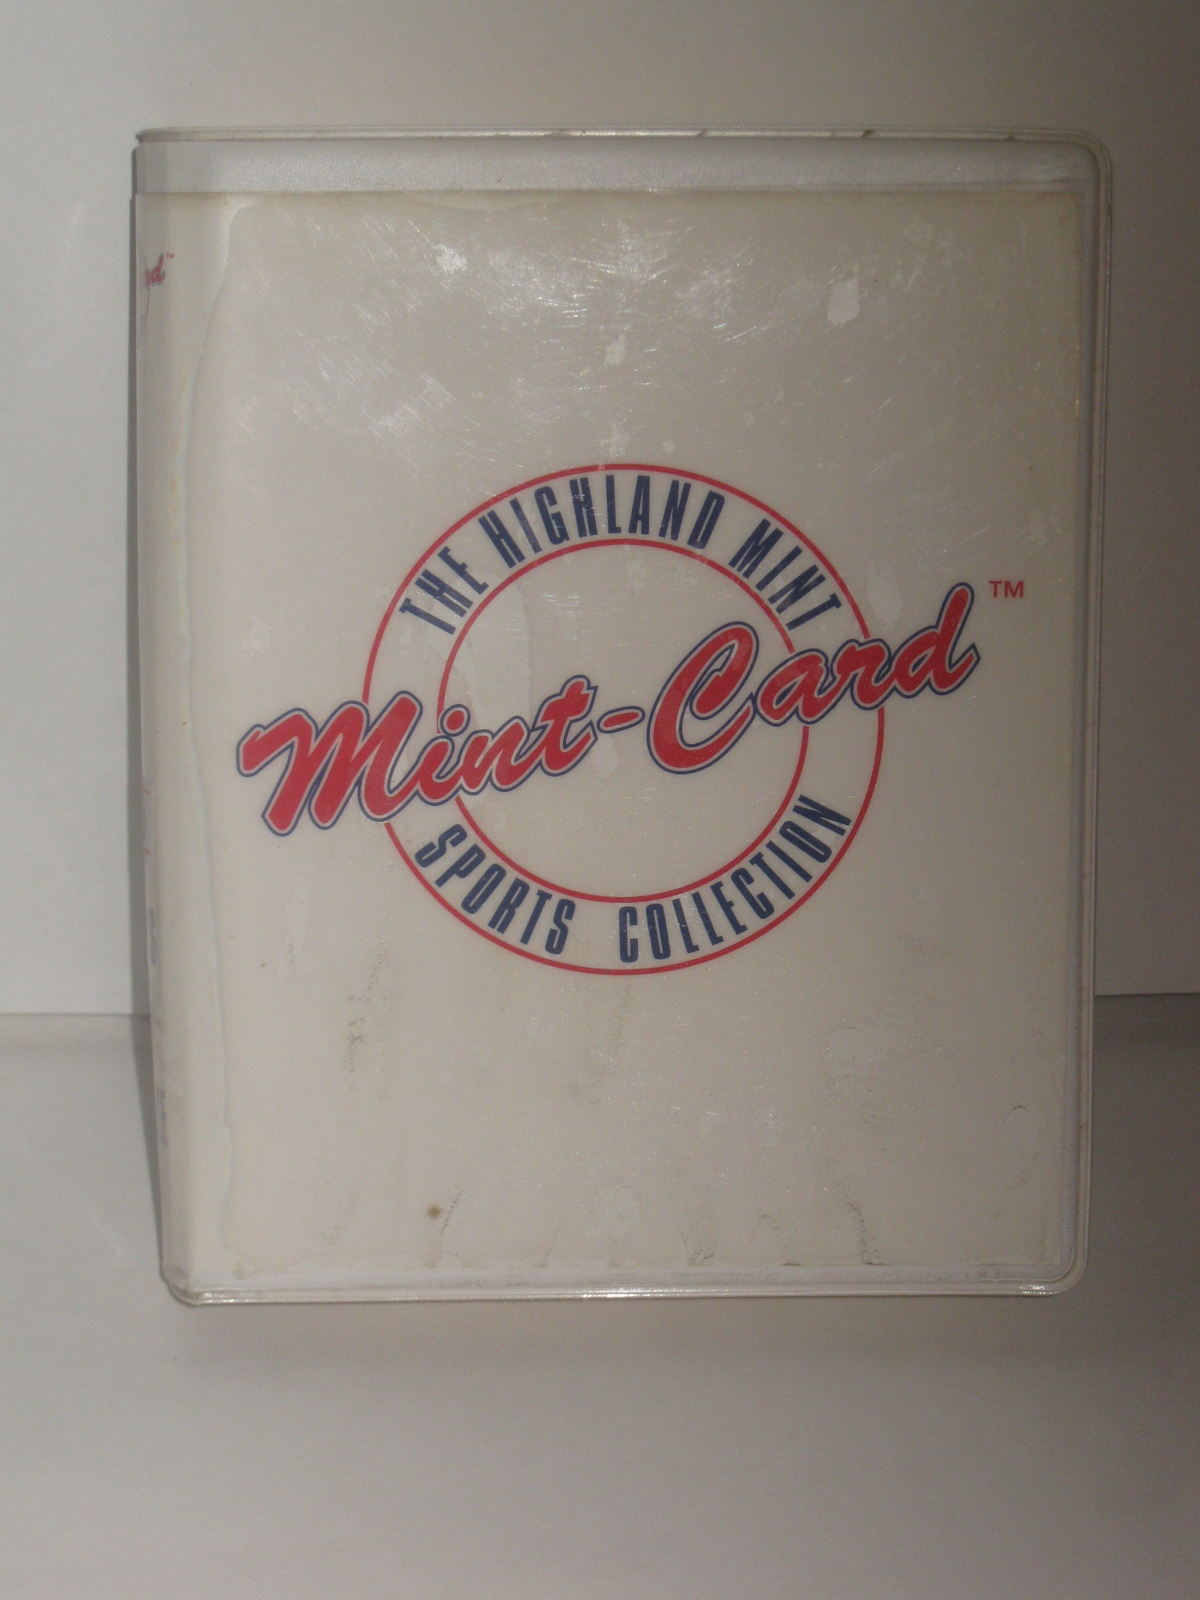 THE HIGHLAND MINT
Mint-Card TM
SPORTS COLLECTION